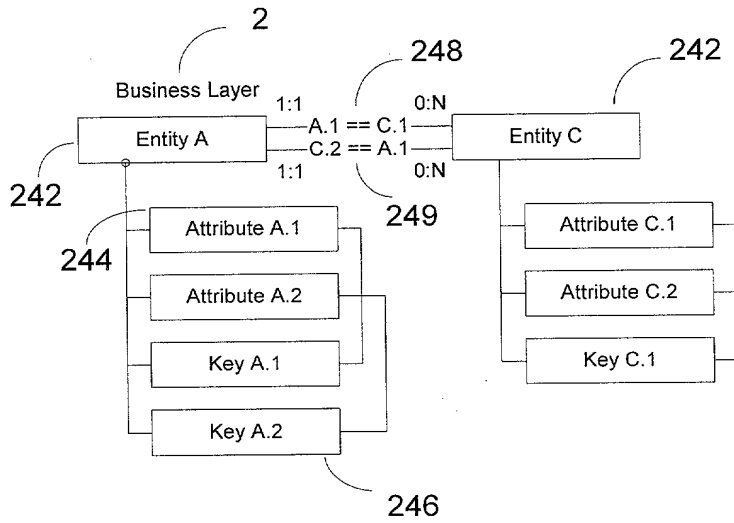 2
248
242
Business Layer
1:1
0:N
Entity A
A.1 == C.1
Entity C
C.2 == A.1
1:1
0:N
242
249
244
Attribute A.1
Attribute C.1
Attribute A.2
Attribute C.2
Key A.1
Key C.1
Key A.2
246